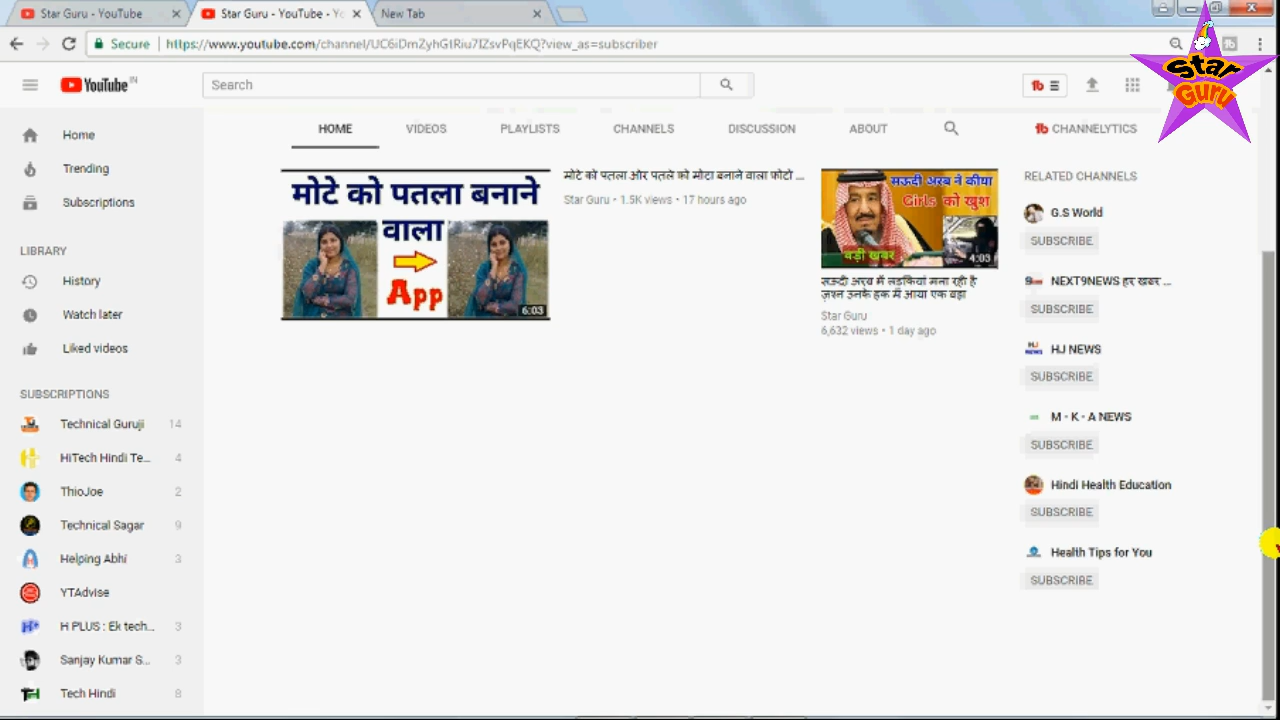 Star Guru - YouTube
Star Guru - YouTube - Yo
New Tab
Secure
https://www.youtube.com/channel/UC6iDmZyhGtRiu7IZsvPqEKQ?view_as=subscriber
Star
Guru
YouTube IN
Search
HOME
VIDEOS
PLAYLISTS
CHANNELS
DISCUSSION
ABOUT
CHANNELYTICS
Home
Trending
Subscriptions
LIBRARY
History
Watch later
Liked videos
SUBSCRIPTIONS
Technical Guruji 14
HiTech Hindi Te... 4
ThioJoe 2
Technical Sagar 9
Helping Abhi 3
YTAdvise
H PLUS : Ek tech... 3
Sanjay Kumar S... 3
Tech Hindi 8
मोटे को पतला बनाने
वाला
App
6:03
मोटे को पतला और पतले को मोटा बनाने वाला फोटो ...
Star Guru • 1.5K views • 17 hours ago
सऊदी अरब ने कीया
Girls को खुश
बड़ी खबर
4:03
सऊदी अरब में लड़कियां मना रही है
जश्न उनके हक में आया एक बड़ा
Star Guru
6,632 views • 1 day ago
RELATED CHANNELS
G.S World
SUBSCRIBE
NEXT9NEWS हर खबर ...
SUBSCRIBE
HJ NEWS
SUBSCRIBE
M - K - A NEWS
SUBSCRIBE
Hindi Health Education
SUBSCRIBE
Health Tips for You
SUBSCRIBE